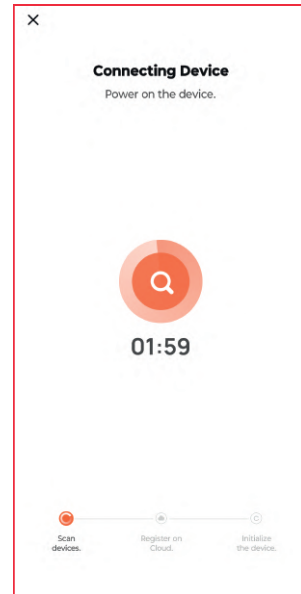 Connecting Device
Power on the device.
01:59
Scan
devices.
Register on
Cloud.
Initialize
the device.